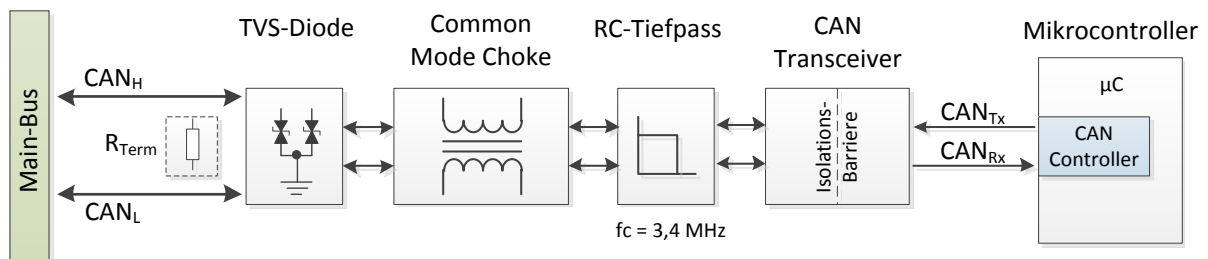 TVS-Diode
Common
Mode Choke
RC-Tiefpass
CAN
Transceiver
Mikrocontroller
Main-Bus
CANH
RTerm
CANL
fc = 3,4 MHz
Isolations-
Barriere
CANTx
CANRx
µC
CAN
Controller